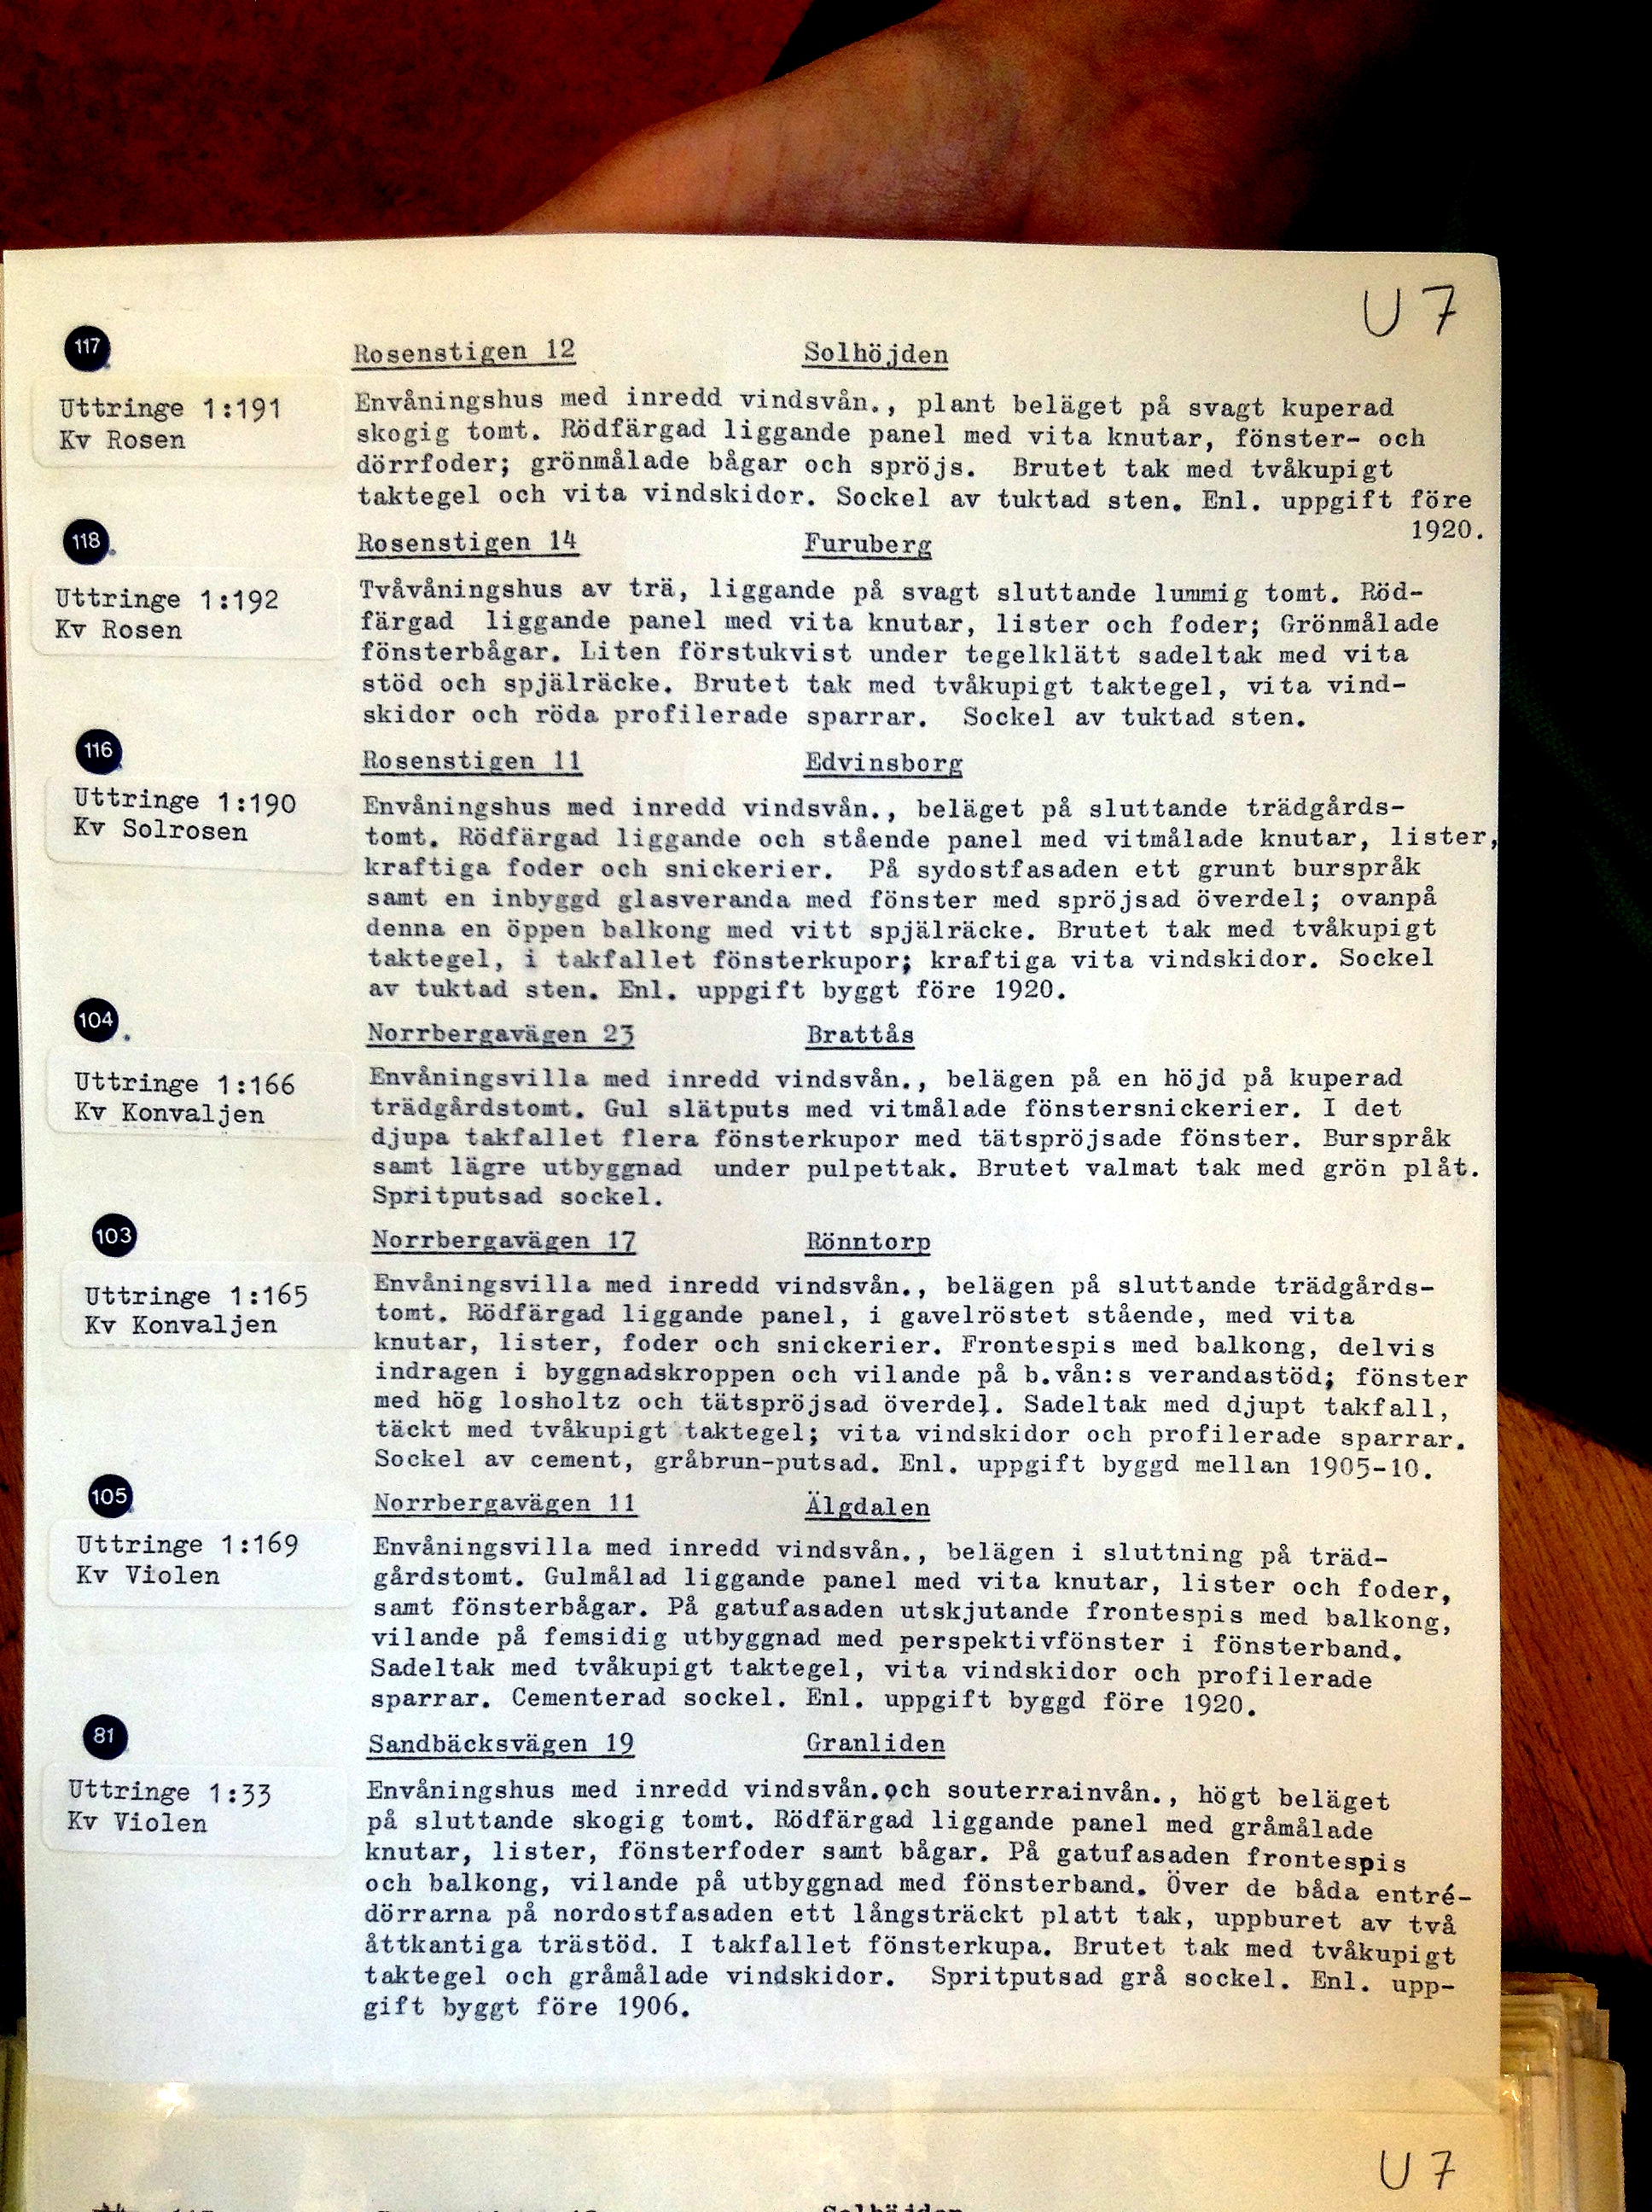 U 7
117
Rosenstigen 12 Solhöjden
Uttringe 1:191
Kv Rosen
Envåningshus med inredd vindsvån., plant beläget på svagt kuperad
skogig tomt. Rödfärgad liggande panel med vita knutar, fönster- och
dörrfoder; grönmålade bågar och spröjs. Brutet tak med tvåkupigt
taktegel och vita vindskidor. Sockel av tuktad sten. Enl. uppgift före
1920.
118
Rosenstigen 14 Furuberg
Uttringe 1:192
Kv Rosen
Tvåvåningshus av trä, liggande på svagt sluttande lummig tomt. Röd-
färgad liggande panel med vita knutar, lister och foder; Grönmålade
fönsterbågar. Liten förstukvist under tegelklätt sadeltak med vita
stöd och spjälräcke. Brutet tak med tvåkupigt taktegel, vita vind-
skidor och röda profilerade sparrar. Sockel av tuktad sten.
116
Rosenstigen 11 Edvinsborg
Uttringe 1:190
Kv Solrosen
Envåningshus med inredd vindsvån., beläget på sluttande trädgårds-
tomt. Rödfärgad liggande och stående panel med vitmålade knutar, lister,
kraftiga foder och snickerier. På sydostfasaden ett grunt burspråk
samt en inbyggd glasveranda med fönster med spröjsad överdel; ovanpå
denna en öppen balkong med vitt spjälräcke. Brutet tak med tvåkupigt
taktegel, i takfallet fönsterkupor; kraftiga vita vindskidor. Sockel
av tuktad sten. Enl. uppgift byggt före 1920.
104
Norrbergavägen 23 Brattås
Uttringe 1:166
Kv Konvaljen
Envåningsvilla med inredd vindsvån., belägen på en höjd på kuperad
trädgårdstomt. Gul slätputs med vitmålade fönstersnickerier. I det
djupa takfallet flera fönsterkupor med tätspröjsade fönster. Burspråk
samt lägre utbyggnad under pulpettak. Brutet valmat tak med grön plåt.
Spritputsad sockel.
103
Norrbergavägen 17 Rönntorp
Uttringe 1:165
Kv Konvaljen
Envåningsvilla med inredd vindsvån., belägen på sluttande trädgårds-
tomt. Rödfärgad liggande panel, i gavelröstet stående, med vita
knutar, lister, foder och snickerier. Frontespis med balkong, delvis
indragen i byggnadskroppen och vilande på b.vån:s verandastöd; fönster
med hög losholtz och tätspröjsad överdel. Sadeltak med djupt takfall,
täckt med tvåkupigt taktegel; vita vindskidor och profilerade sparrar.
Sockel av cement, gråbrun-putsad. Enl. uppgift byggd mellan 1905-10.
105
Norrbergavägen 11 Älgdalen
Uttringe 1:169
Kv Violen
Envåningsvilla med inredd vindsvån., belägen i sluttning på träd-
gårdstomt. Gulmålad liggande panel med vita knutar, lister och foder,
samt fönsterbågar. På gatufasaden utskjutande frontespis med balkong,
vilande på femsidig utbyggnad med perspektivfönster i fönsterband.
Sadeltak med tvåkupigt taktegel, vita vindskidor och profilerade
sparrar. Cementerad sockel. Enl. uppgift byggd före 1920.
81
Sandbäcksvägen 19 Granliden
Uttringe 1:33
Kv Violen
Envåningshus med inredd vindsvån.och souterrainvån., högt beläget
på sluttande skogig tomt. Rödfärgad liggande panel med gråmålade
knutar, lister, fönsterfoder samt bågar. På gatufasaden frontespis
och balkong, vilande på utbyggnad med fönsterband. Över de båda entré-
dörrarna på nordostfasaden ett långsträckt platt tak, uppburet av två
åttkantiga trästöd. I takfallet fönsterkupa. Brutet tak med tvåkupigt
taktegel och gråmålade vindskidor. Spritputsad grå sockel. Enl. upp-
gift byggt före 1906.
U 7
Solhöjden